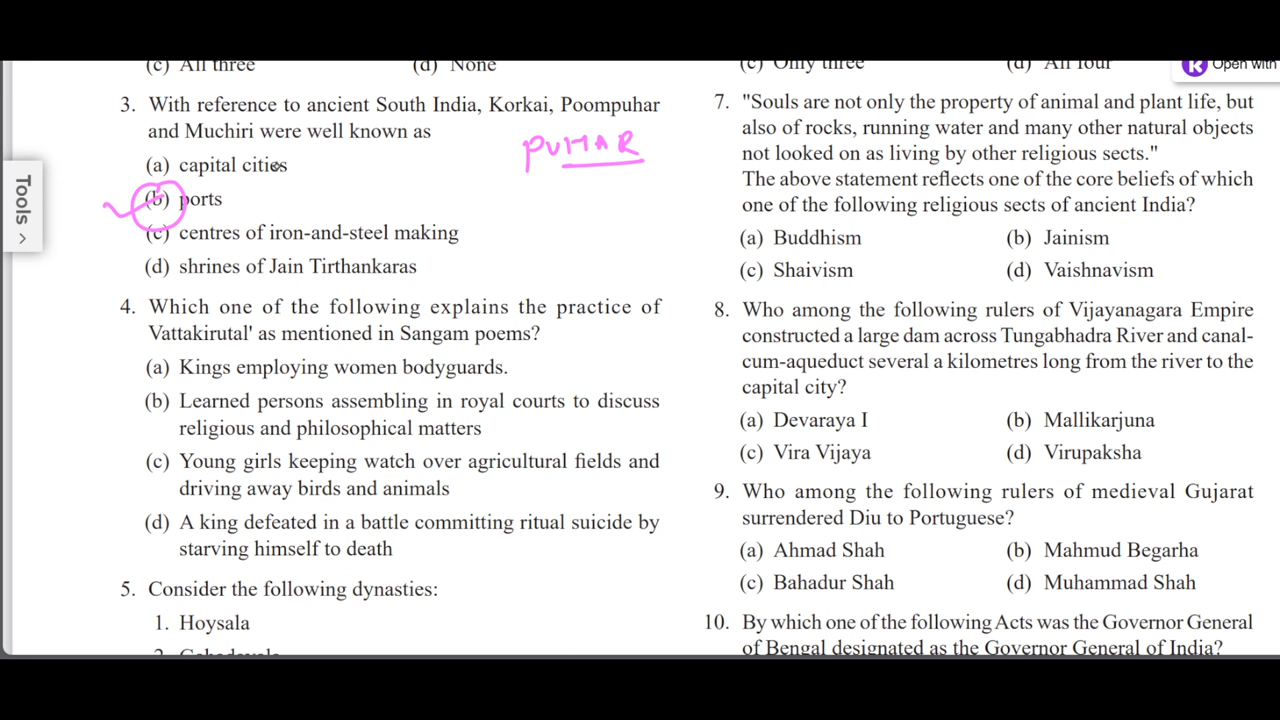 (c) All three (d) None
3. With reference to ancient South India, Korkai, Poompuhar
and Muchiri were well known as
PUHAR
(a) capital cities
(b) ports
(c) centres of iron-and-steel making
(d) shrines of Jain Tirthankaras
4. Which one of the following explains the practice of
Vattakirutal' as mentioned in Sangam poems?
(a) Kings employing women bodyguards.
(b) Learned persons assembling in royal courts to discuss
religious and philosophical matters
(c) Young girls keeping watch over agricultural fields and
driving away birds and animals
(d) A king defeated in a battle committing ritual suicide by
starving himself to death
5. Consider the following dynasties:
1. Hoysala
2.
(c) Only three (d) All four
7. "Souls are not only the property of animal and plant life, but
also of rocks, running water and many other natural objects
not looked on as living by other religious sects."
The above statement reflects one of the core beliefs of which
one of the following religious sects of ancient India?
(a) Buddhism (b) Jainism
(c) Shaivism (d) Vaishnavism
8. Who among the following rulers of Vijayanagara Empire
constructed a large dam across Tungabhadra River and canal-
cum-aqueduct several a kilometres long from the river to the
capital city?
(a) Devaraya I (b) Mallikarjuna
(c) Vira Vijaya (d) Virupaksha
9. Who among the following rulers of medieval Gujarat
surrendered Diu to Portuguese?
(a) Ahmad Shah (b) Mahmud Begarha
(c) Bahadur Shah (d) Muhammad Shah
10. By which one of the following Acts was the Governor General
of Bengal designated as the Governor General of India?
Open with
Tools